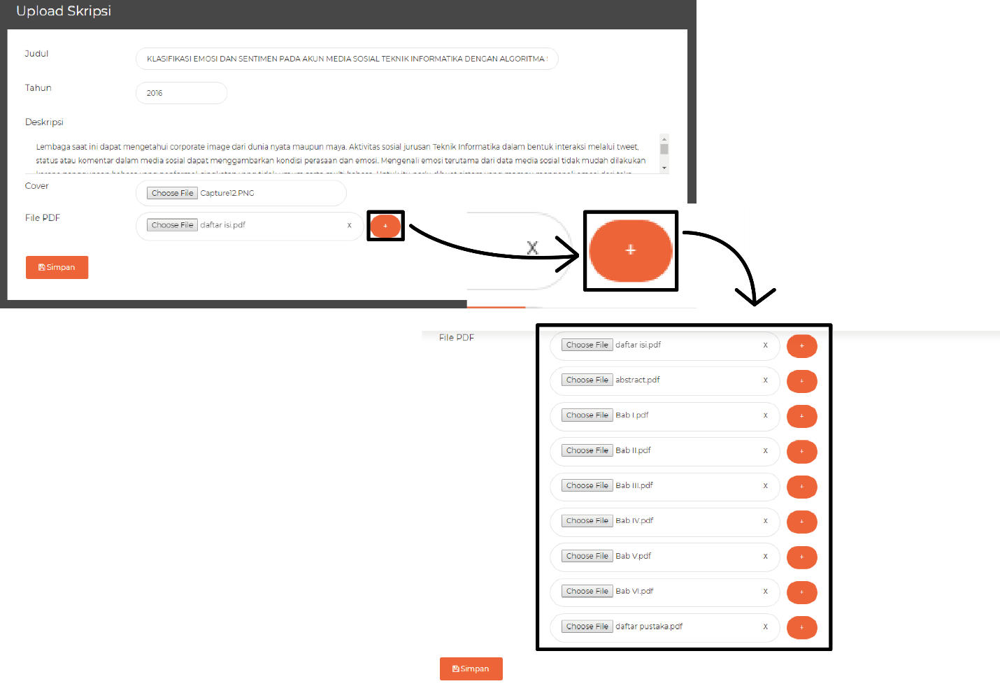 Upload Skripsi
Judul
KLASIFIKASI EMOSI DAN SENTIMEN PADA AKUN MEDIA SOSIAL TEKNIK INFORMATIKA DENGAN ALGORITMA
Tahun
2016
Deskripsi
Lembaga saat ini dapat mengetahui corporate image dari dunia nyata maupun maya. Aktivitas sosial jurusan Teknik Informatika dalam bentuk interaksi melalui tweet,
status atau komentar dalam media sosial dapat menggambarkan kondisi perasaan dan emosi. Mengenali emosi terutama dari data media sosial tidak mudah dilakukan
Cover
Choose File Capture12.PNG
File PDF
Choose File daftar isi.pdf X +
X +
Simpan
File PDF
Choose File daftar isi.pdf X +
Choose File abstract.pdf X +
Choose File Bab I.pdf X +
Choose File Bab II.pdf X +
Choose File Bab III.pdf X +
Choose File Bab IV.pdf X +
Choose File Bab V.pdf X +
Choose File Bab VI.pdf X +
Choose File daftar pustaka.pdf X +
Simpan